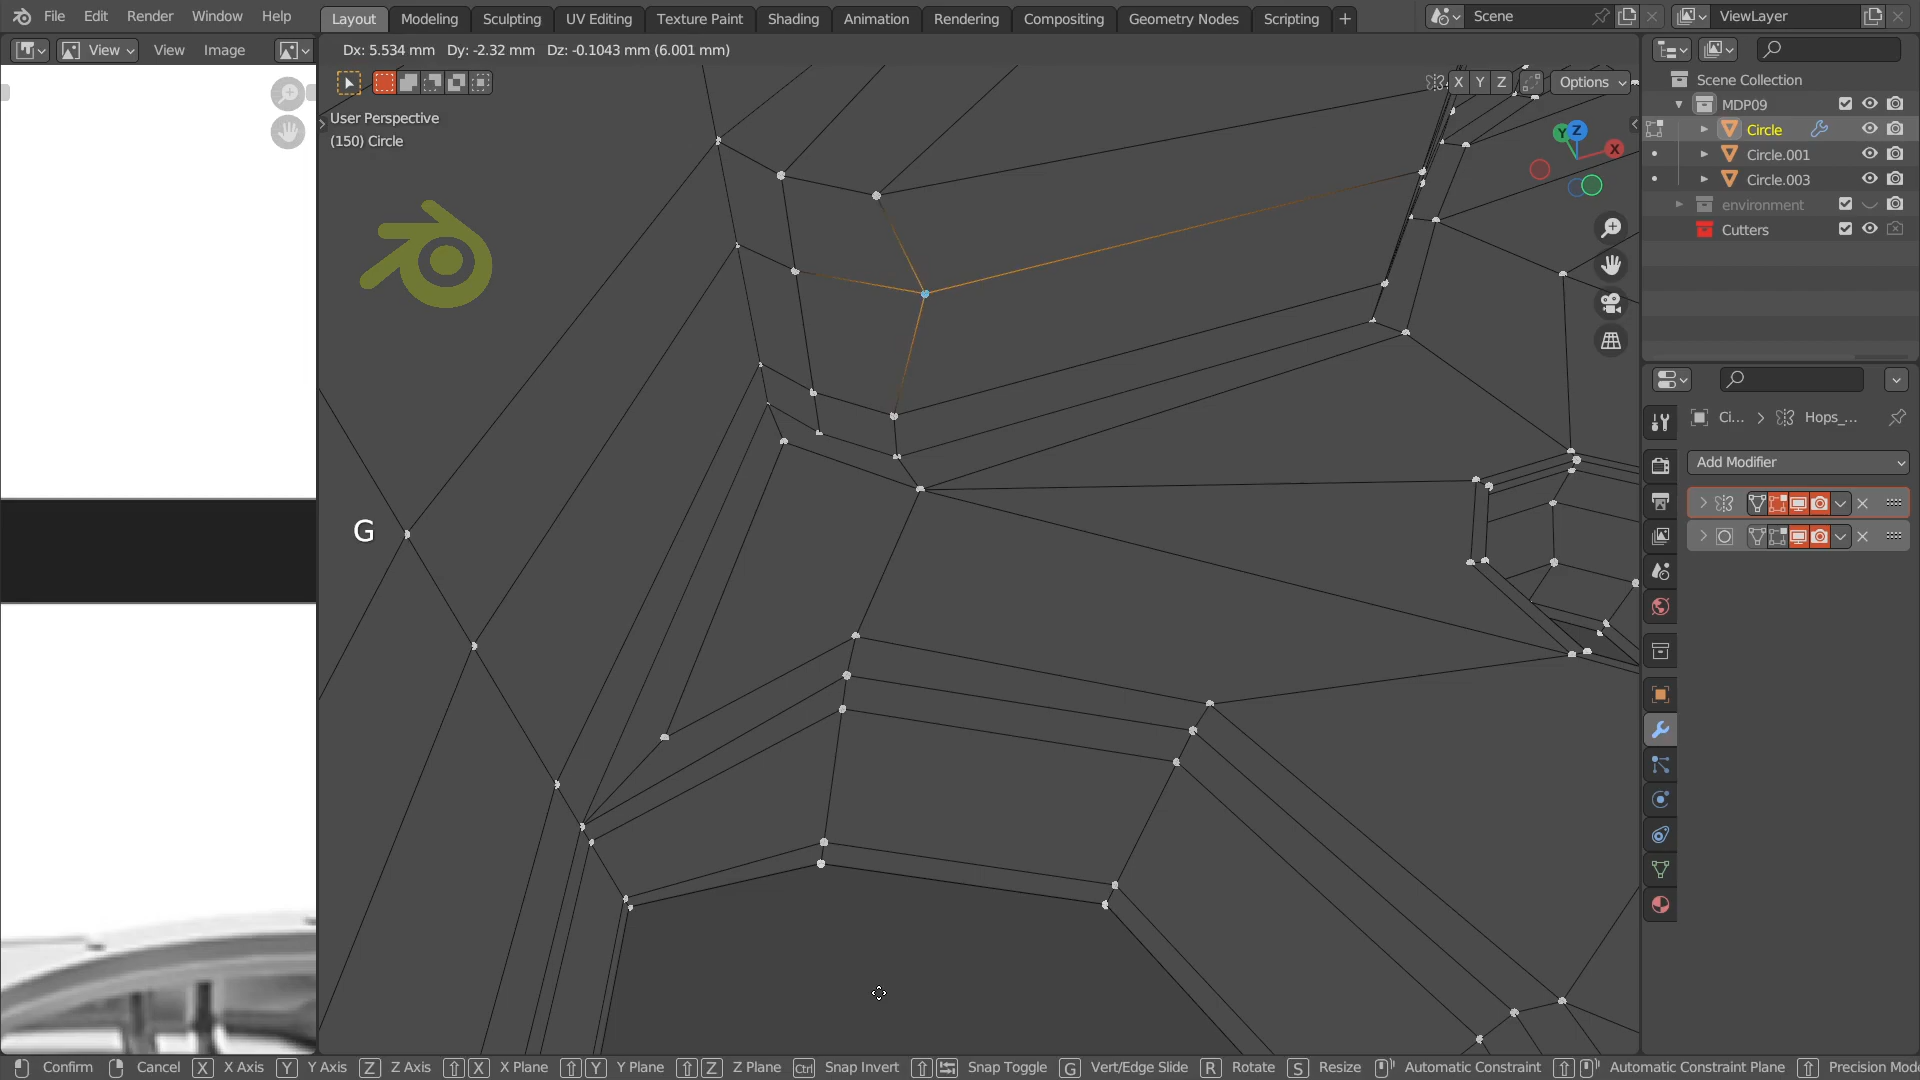 File Edit Render Window Help
Layout Modeling Sculpting UV Editing Texture Paint Shading Animation Rendering Compositing Geometry Nodes Scripting +
Scene
ViewLayer
View View Image
Dx: 5.534 mm Dy: -2.32 mm Dz: -0.1043 mm (6.001 mm)
X Y Z
Options
User Perspective
(150) Circle
Y Z X
G
Scene Collection
MDP09
Circle
Circle.001
Circle.003
environment
Cutters
Ci... Hops_...
Add Modifier
Confirm Cancel X X Axis Y Y Axis Z Z Axis X X Plane Y Y Plane Z Z Plane Ctrl Snap Invert Snap Toggle G Vert/Edge Slide R Rotate S Resize Automatic Constraint Automatic Constraint Plane Precision Mode